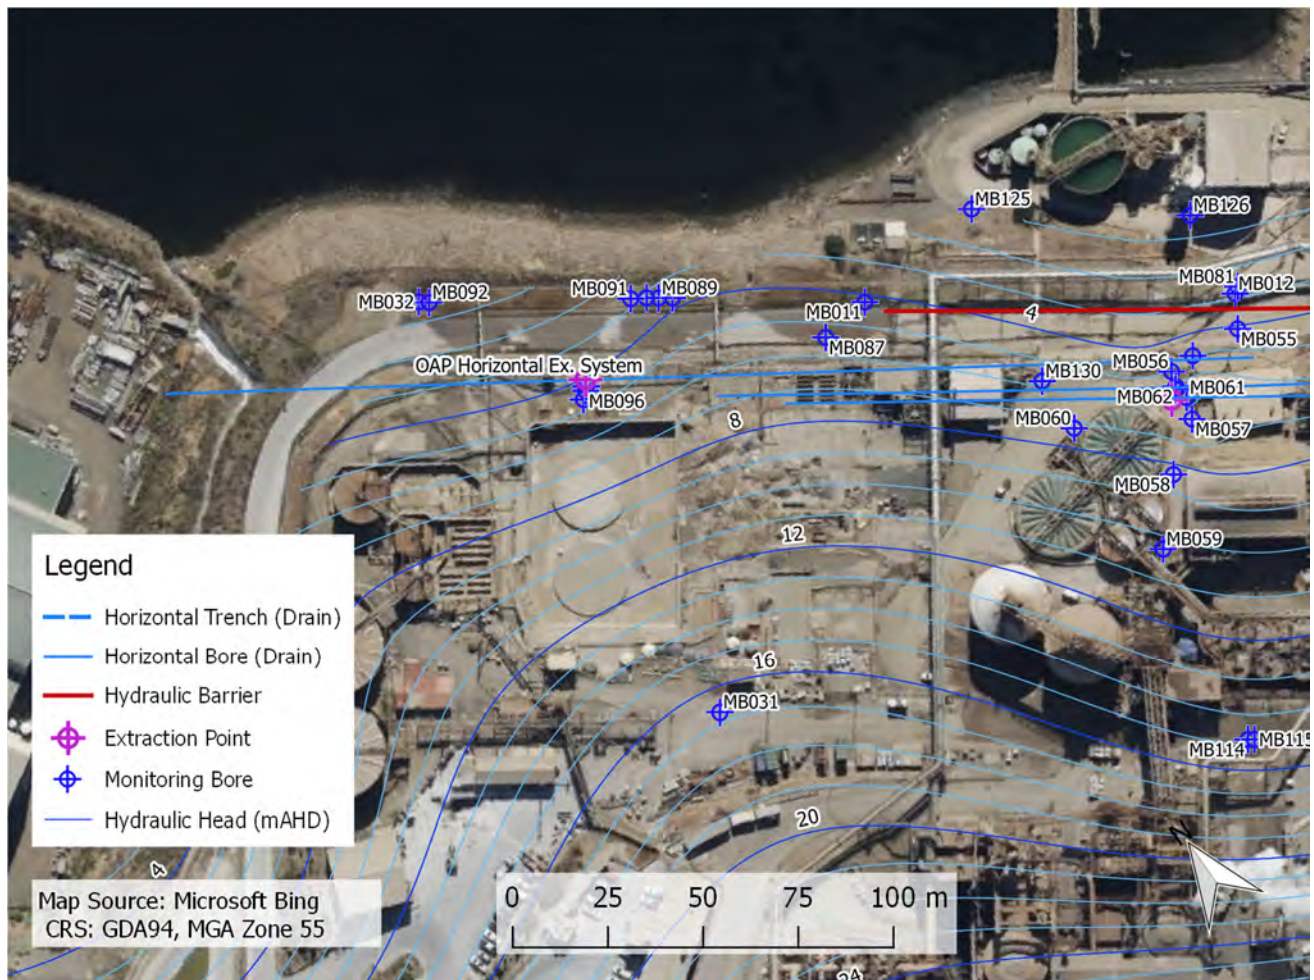 MB125
MB126
MB081
MB012
MB032
MB092
MB091
MB089
MB011
4
MB055
MB087
OAP Horizontal Ex. System
MB056
MB130
MB061
MB096
MB062
8
MB060
MB057
MB058
12
MB059
16
MB031
MB114
MB115
20
4
24
N
Legend
Horizontal Trench (Drain)
Horizontal Bore (Drain)
Hydraulic Barrier
Extraction Point
Monitoring Bore
Hydraulic Head (mAHD)
Map Source: Microsoft Bing
CRS: GDA94, MGA Zone 55
0 25 50 75 100 m